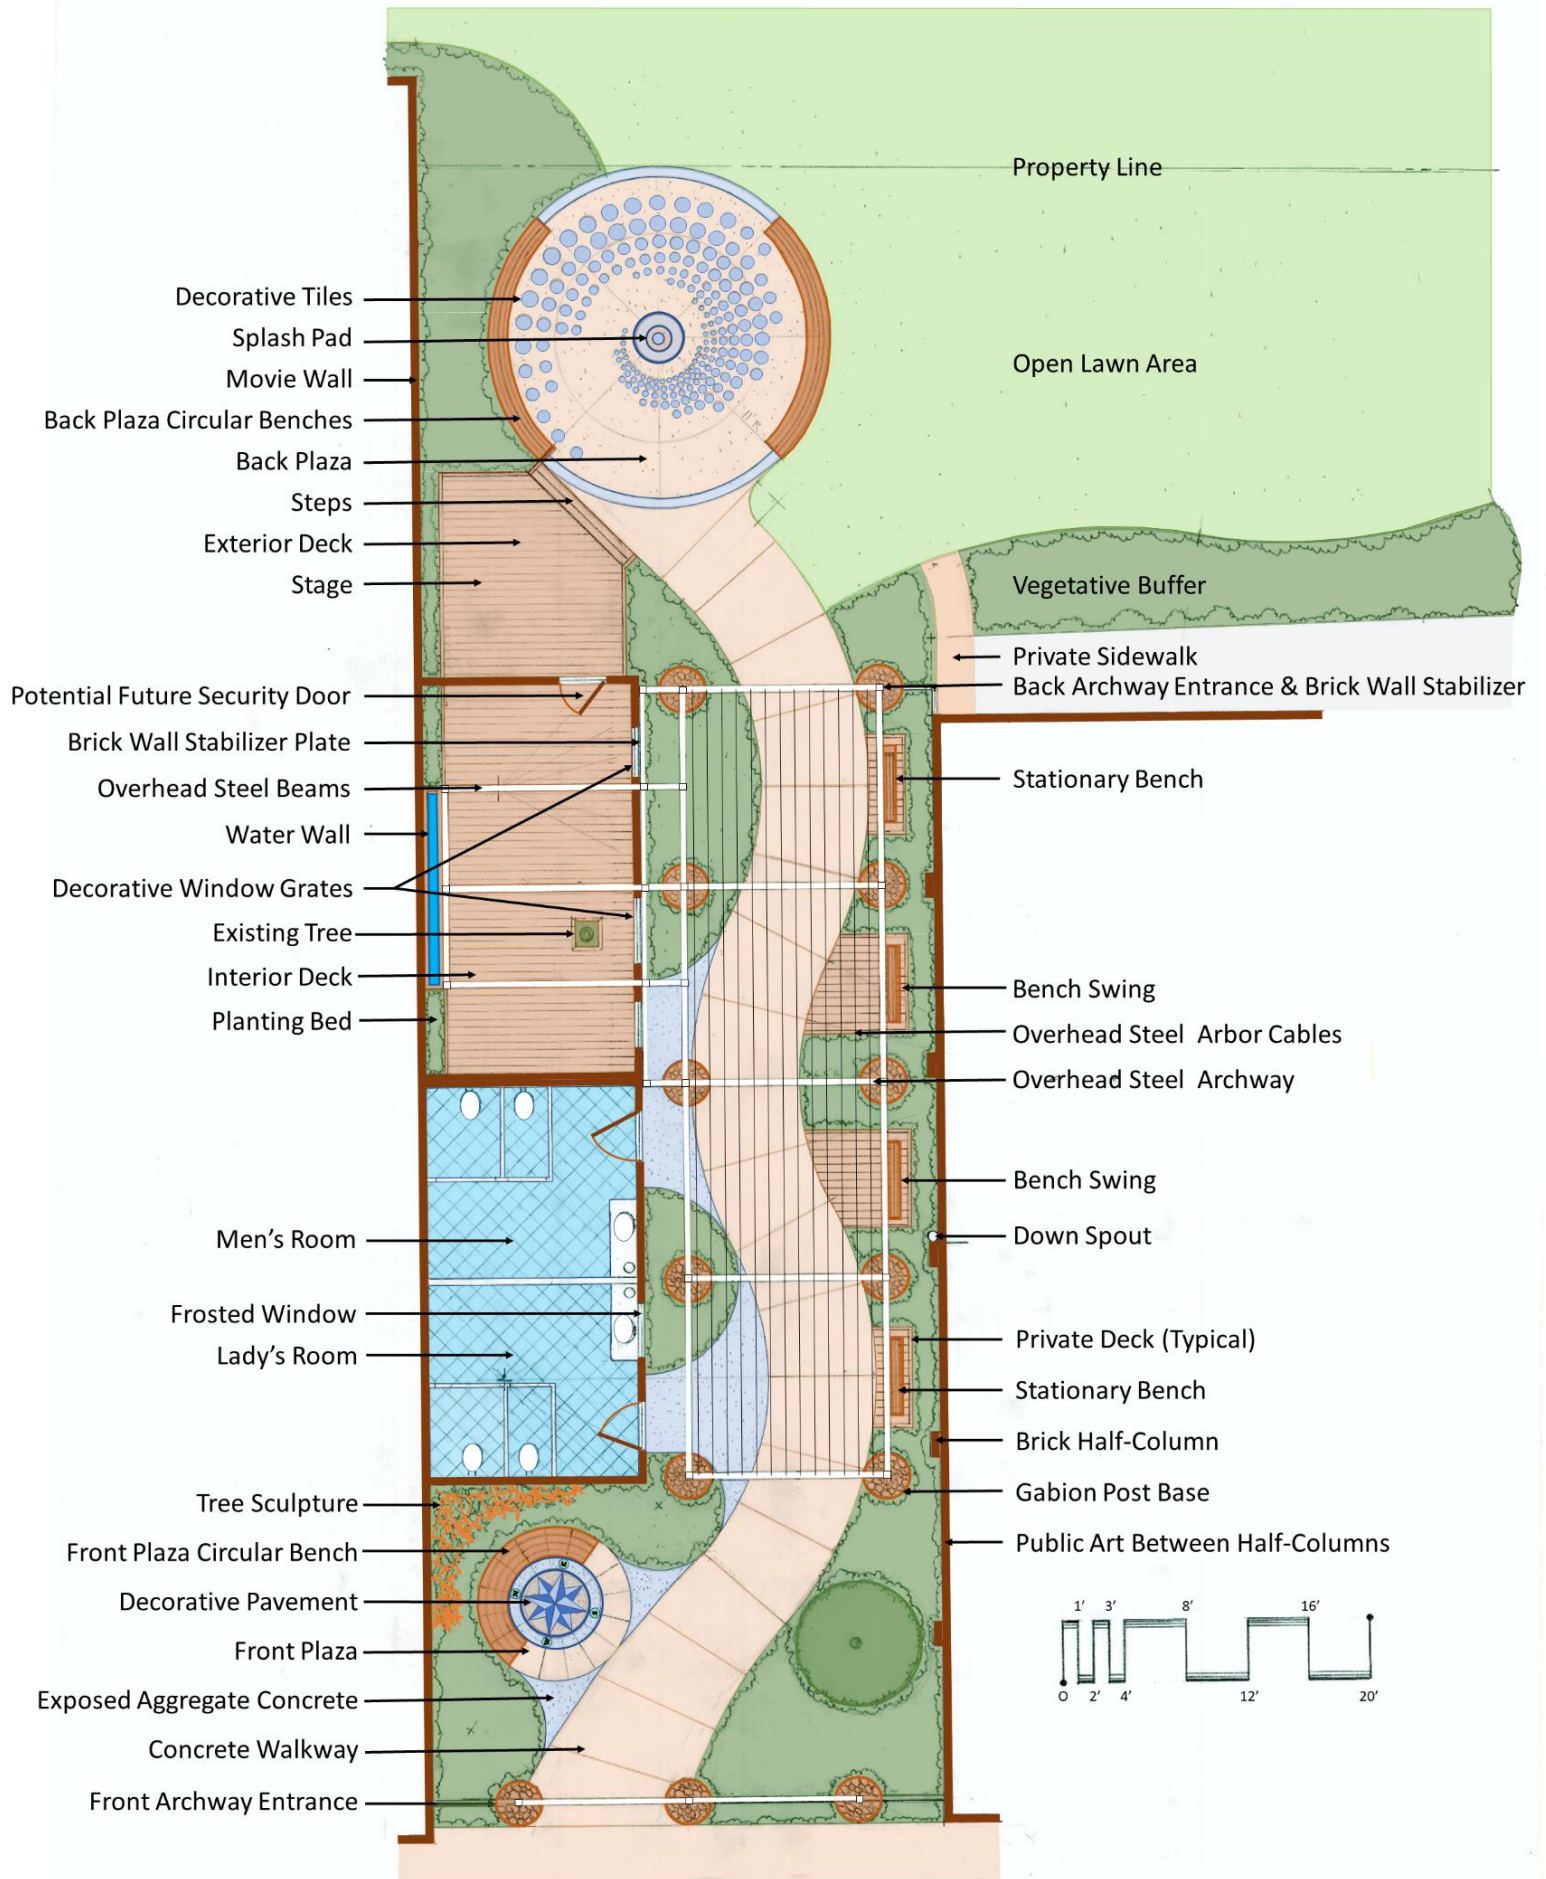 Property Line
Decorative Tiles
Splash Pad
Movie Wall
Back Plaza Circular Benches
Back Plaza
Steps
Exterior Deck
Stage
Open Lawn Area
11' R
Vegetative Buffer
Private Sidewalk
Back Archway Entrance & Brick Wall Stabilizer
Potential Future Security Door
Brick Wall Stabilizer Plate
Overhead Steel Beams
Water Wall
Decorative Window Grates
Existing Tree
Interior Deck
Planting Bed
Stationary Bench
Bench Swing
Overhead Steel Arbor Cables
Overhead Steel Archway
Bench Swing
Down Spout
Men's Room
Frosted Window
Lady's Room
Private Deck (Typical)
Stationary Bench
Brick Half-Column
Gabion Post Base
Public Art Between Half-Columns
Tree Sculpture
Front Plaza Circular Bench
Decorative Pavement
Front Plaza
Exposed Aggregate Concrete
Concrete Walkway
Front Archway Entrance
1' 3' 8' 16'
0 2' 4' 12' 20'